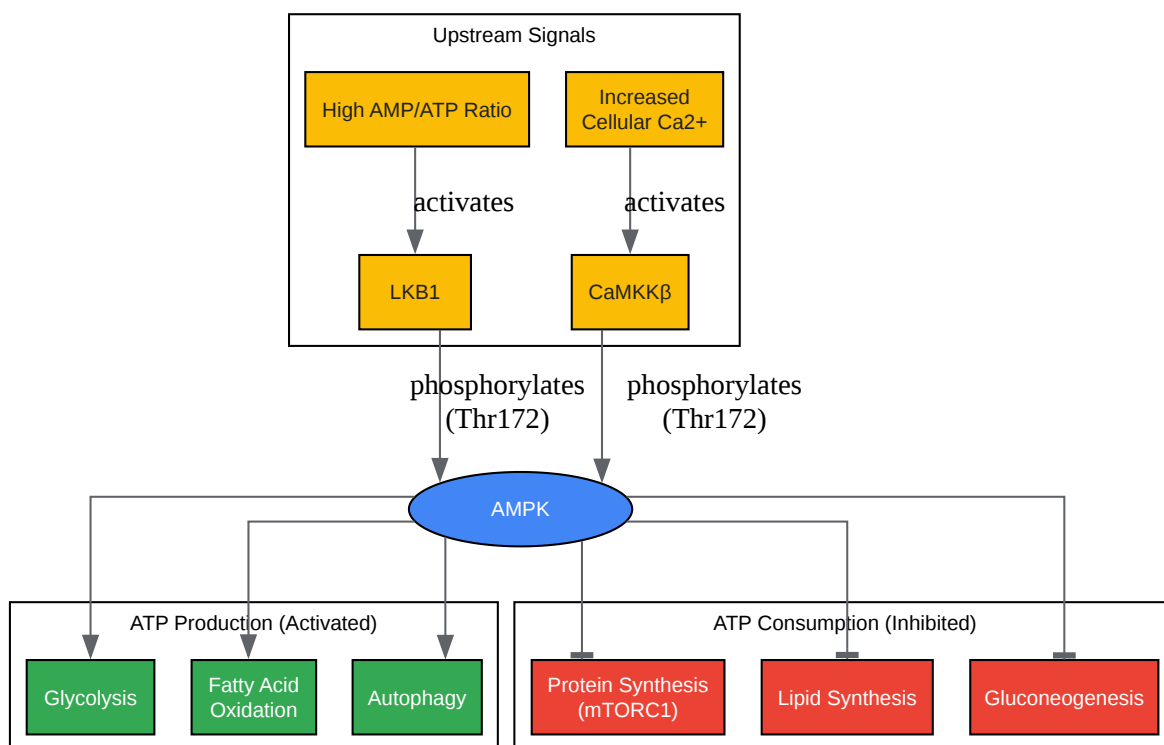 Upstream Signals
High AMP/ATP Ratio
Increased
Cellular Ca2+
activates
activates
LKB1
CaMKKβ
phosphorylates
(Thr172)
phosphorylates
(Thr172)
AMPK
ATP Production (Activated)
ATP Consumption (Inhibited)
Glycolysis
Fatty Acid
Oxidation
Autophagy
Protein Synthesis
(mTORC1)
Lipid Synthesis
Gluconeogenesis